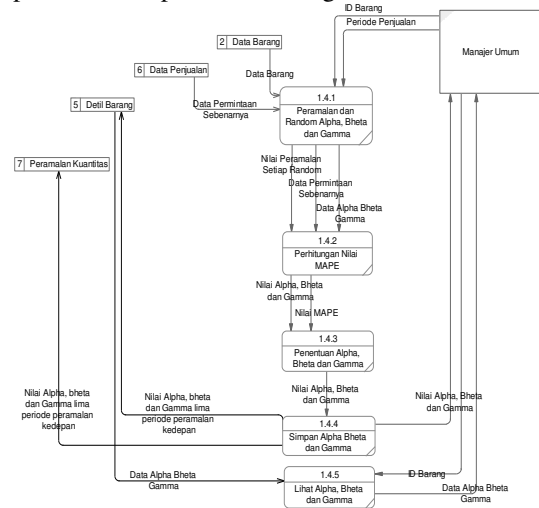 ID Barang
Periode Penjualan
Manajer Umum
2 Data Barang
6 Data Penjualan
Data Barang
5 Detil Barang
Data Permintaan
Sebenarnya
1.4.1
Peramalan dan
Random Alpha, Bheta
dan Gamma
7 Peramalan Kuantitas
Nilai Peramalan
Setiap Random
Data Permintaan
Sebenarnya
Data Alpha Bheta
Gamma
1.4.2
Perhitungan Nilai
MAPE
Nilai Alpha, Bheta
dan Gamma
Nilai MAPE
1.4.3
Penentuan Alpha,
Bheta dan Gamma
Nilai Alpha, bheta
dan Gamma lima
periode peramalan
kedepan
Nilai Alpha, bheta
dan Gamma lima
periode peramalan
kedepan
Nilai Alpha, Bheta
dan Gamma
Nilai Alpha, Bheta
dan Gamma
1.4.4
Simpan Alpha Bheta
dan Gamma
Data Alpha Bheta
Gamma
1.4.5
Lihat Alpha, Bheta
dan Gamma
ID Barang
Data Alpha Bheta
Gamma